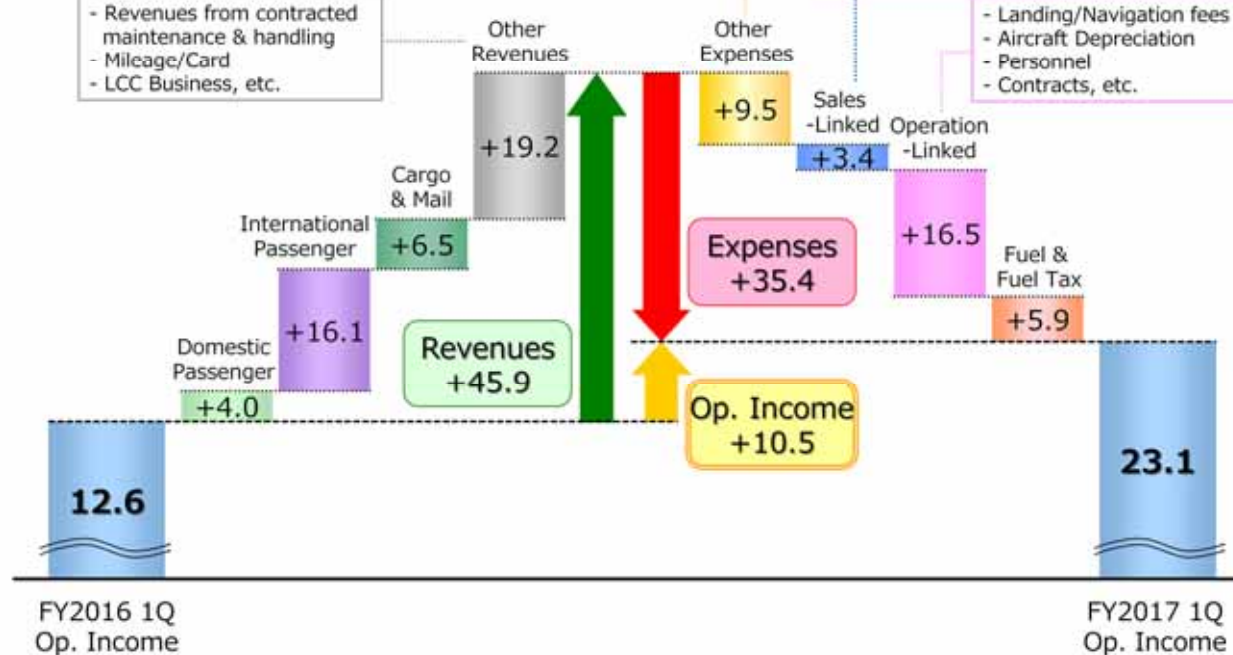 - Revenues from contracted
maintenance & handling
- Mileage/Card
- LCC Business, etc.
Other
Revenues
Other
Expenses
- Landing/Navigation fees
- Aircraft Depreciation
- Personnel
- Contracts, etc.
+19.2
+9.5
Sales
-Linked
+3.4
Operation
-Linked
Cargo
& Mail
+6.5
International
Passenger
+16.1
Expenses
+35.4
+16.5
Fuel &
Fuel Tax
+5.9
Domestic
Passenger
+4.0
Revenues
+45.9
Op. Income
+10.5
12.6
23.1
FY2016 1Q
Op. Income
FY2017 1Q
Op. Income